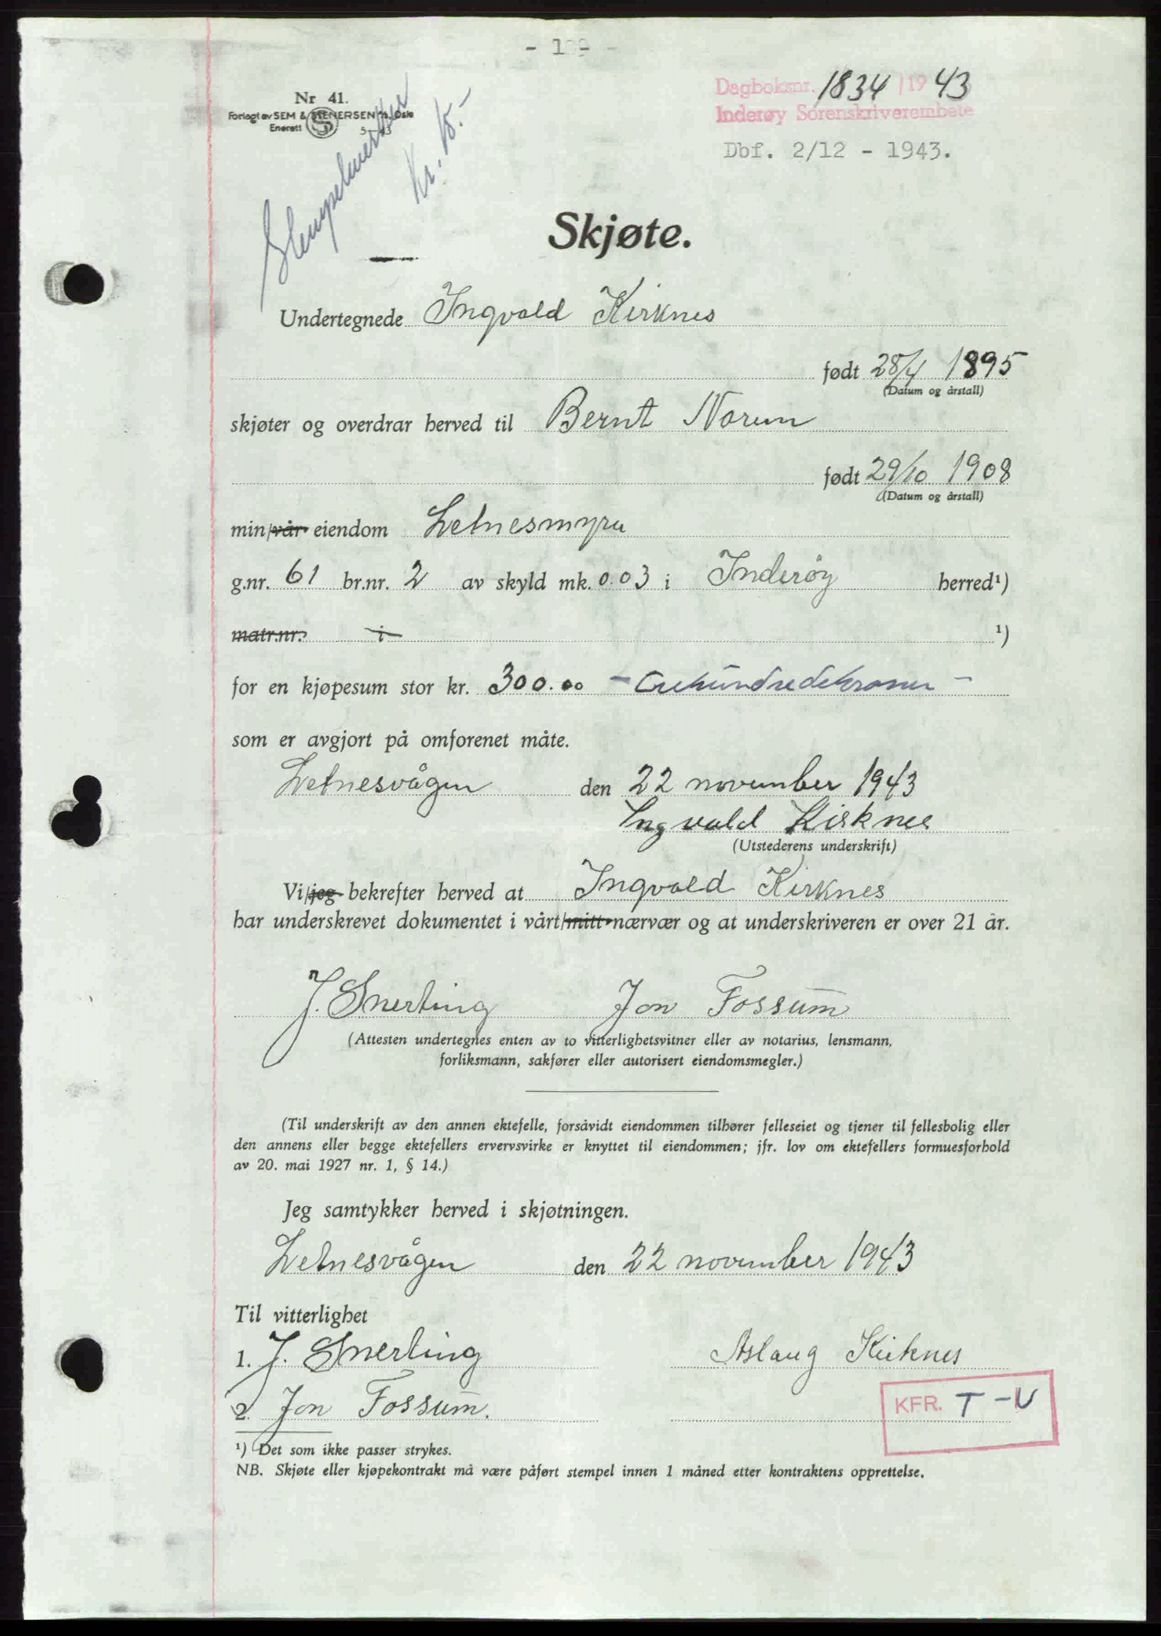 Dagboksnr. 1834/1943
Inderøy Sorenskriverembete
Dbf. 2/12 - 1943.
Nr 41.
Forlagt av SEM & STENERSEN A/S, Oslo
Enerett S 5 43
Stempelmerker
Kr.
Skjøte.
Undertegnede Ingvald Kirknes
født 28/4 1895
(Datum og årstall)
skjøter og overdrar herved til Bernt Norum
født 29/10 1908
(Datum og årstall)
min/vår eiendom Letnesmyra
g.nr. 61 br.nr. 2 av skyld mk. 0.03 i Inderøy herred¹)
matr.nr. i ¹)
for en kjøpesum stor kr. 300.00 - Trehundredekroner -
som er avgjort på omforenet måte.
Letnesvågen den 22 november 1943
Ingvald Kirknes
(Utstederens underskrift)
Vi/jeg bekrefter herved at Ingvald Kirknes
har underskrevet dokumentet i vårt/mitt nærvær og at underskriveren er over 21 år.
J. Snerting Jon Fossum
(Attesten undertegnes enten av to vitterlighetsvitner eller av notarius, lensmann,
forliksmann, sakfører eller autorisert eiendomsmegler.)
(Til underskrift av den annen ektefelle, forsåvidt eiendommen tilhører felleseiet og tjener til fellesbolig eller
den annens eller begge ektefellers ervervsvirke er knyttet til eiendommen; jfr. lov om ektefellers formuesforhold
av 20. mai 1927 nr. 1, § 14.)
Jeg samtykker herved i skjøtningen.
Letnesvågen den 22 november 1943
Til vitterlighet
1. J. Snerting Aslaug Kirknes
2. Jon Fossum.
KFR. T-U
¹) Det som ikke passer strykes.
NB. Skjøte eller kjøpekontrakt må være påført stempel innen 1 måned etter kontraktens opprettelse.